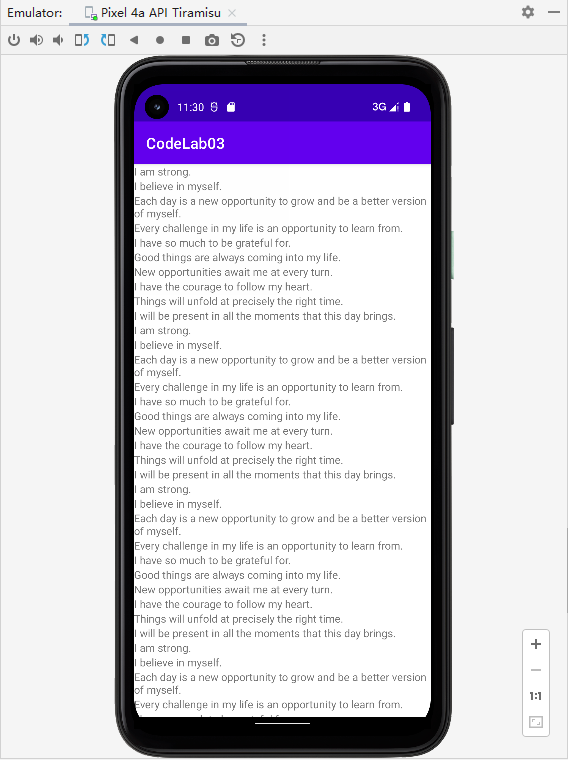 Emulator: Pixel 4a API Tiramisu
11:30 3G
CodeLab03
I am strong.
I believe in myself.
Each day is a new opportunity to grow and be a better version
of myself.
Every challenge in my life is an opportunity to learn from.
I have so much to be grateful for.
Good things are always coming into my life.
New opportunities await me at every turn.
I have the courage to follow my heart.
Things will unfold at precisely the right time.
I will be present in all the moments that this day brings.
I am strong.
I believe in myself.
Each day is a new opportunity to grow and be a better version
of myself.
Every challenge in my life is an opportunity to learn from.
I have so much to be grateful for.
Good things are always coming into my life.
New opportunities await me at every turn.
I have the courage to follow my heart.
Things will unfold at precisely the right time.
I will be present in all the moments that this day brings.
I am strong.
I believe in myself.
Each day is a new opportunity to grow and be a better version
of myself.
Every challenge in my life is an opportunity to learn from.
I have so much to be grateful for.
Good things are always coming into my life.
New opportunities await me at every turn.
I have the courage to follow my heart.
Things will unfold at precisely the right time.
I will be present in all the moments that this day brings.
I am strong.
I believe in myself.
Each day is a new opportunity to grow and be a better version
of myself.
Every challenge in my life is an opportunity to learn from.
1:1